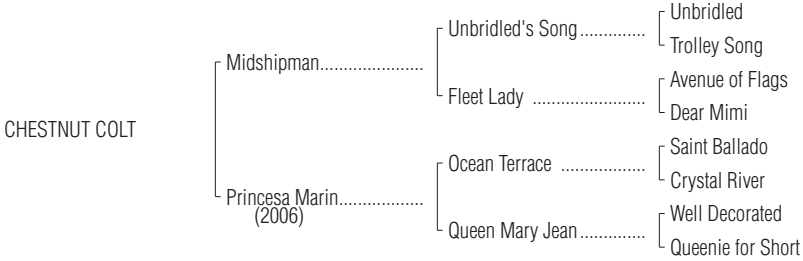 Unbridled
Unbridled's Song..............
Trolley Song
Midshipman......................
Avenue of Flags
Fleet Lady ........................
Dear Mimi
CHESTNUT COLT
Saint Ballado
Ocean Terrace ..................
Crystal River
Princesa Marin..................
(2006)
Well Decorated
Queen Mary Jean..............
Queenie for Short